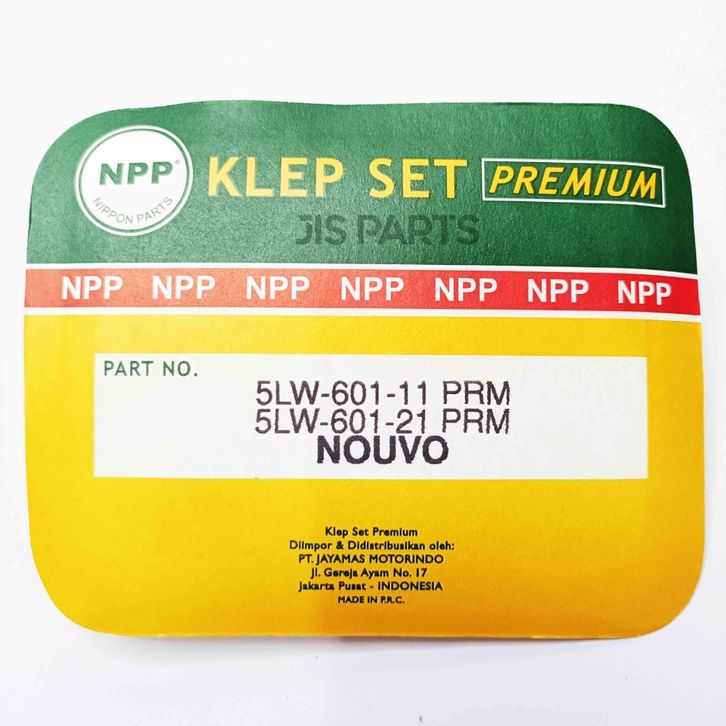 NPP®
NIPPON PARTS
KLEP SET PREMIUM
JIS PARTS
NPP NPP NPP NPP NPP NPP NPP
PART NO.
5LW-601-11 PRM
5LW-601-21 PRM
NOUVO
Klep Set Premium
Diimpor & Didistribusikan oleh:
PT. JAYAMAS MOTORINDO
Jl. Gereja Ayam No. 17
Jakarta Pusat - INDONESIA
MADE IN P.R.C.